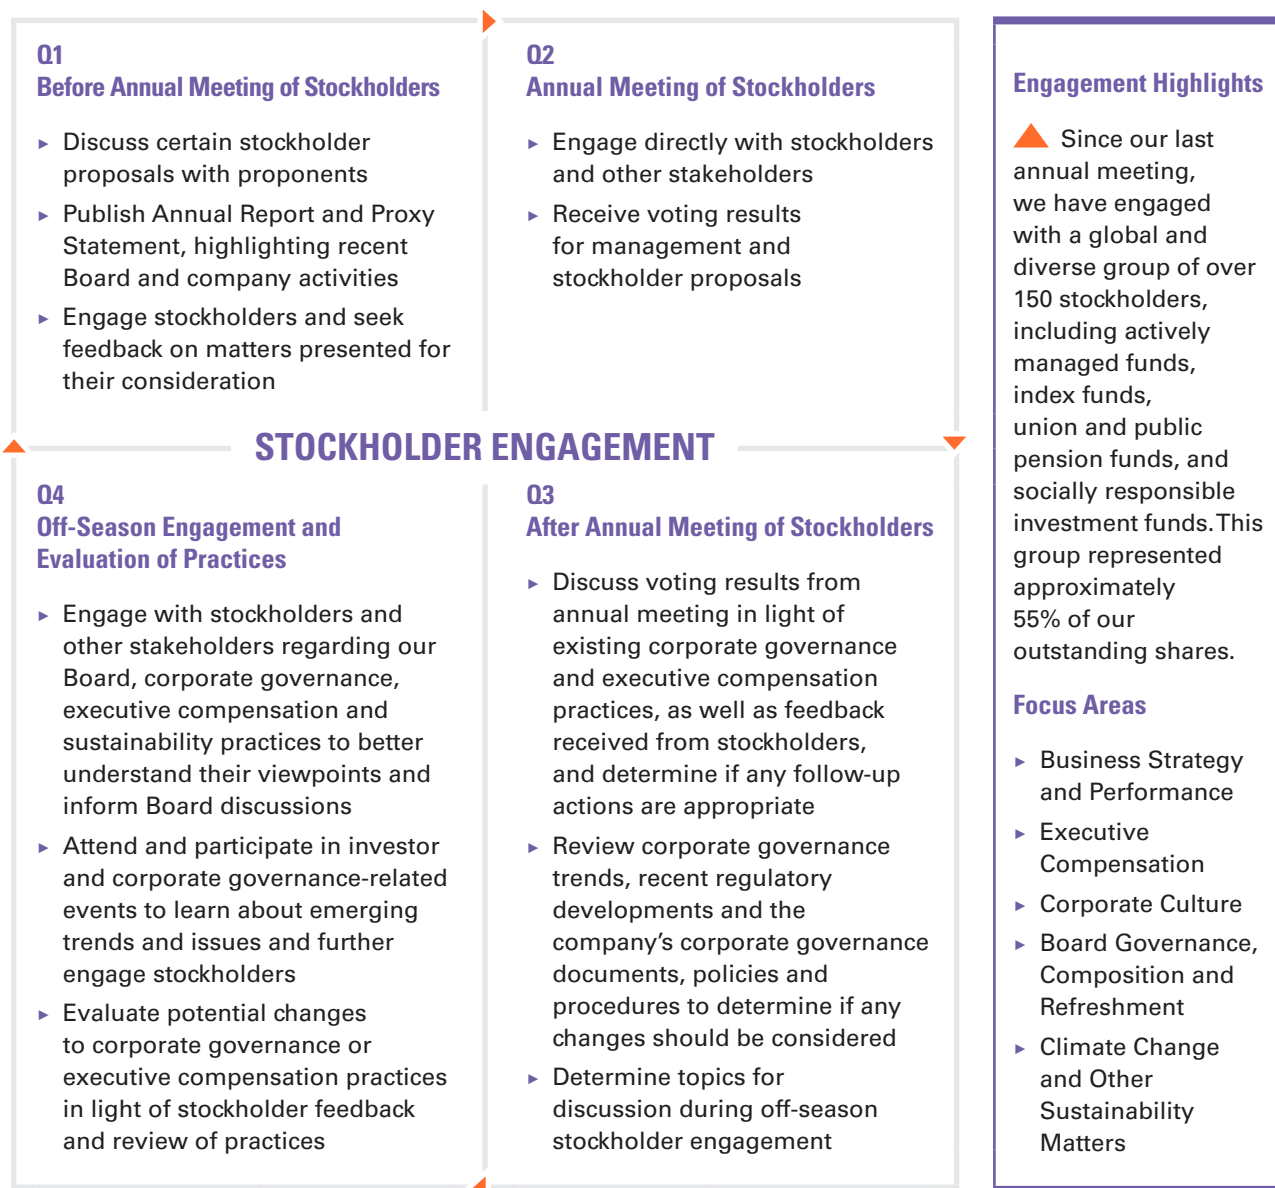 Q1
Before Annual Meeting of Stockholders
► Discuss certain stockholder
proposals with proponents
► Publish Annual Report and Proxy
Statement, highlighting recent
Board and company activities
► Engage stockholders and seek
feedback on matters presented for
their consideration
Q2
Annual Meeting of Stockholders
► Engage directly with stockholders
and other stakeholders
► Receive voting results
for management and
stockholder proposals
STOCKHOLDER ENGAGEMENT
Q4
Off-Season Engagement and
Evaluation of Practices
► Engage with stockholders and
other stakeholders regarding our
Board, corporate governance,
executive compensation and
sustainability practices to better
understand their viewpoints and
inform Board discussions
► Attend and participate in investor
and corporate governance-related
events to learn about emerging
trends and issues and further
engage stockholders
► Evaluate potential changes
to corporate governance or
executive compensation practices
in light of stockholder feedback
and review of practices
Q3
After Annual Meeting of Stockholders
► Discuss voting results from
annual meeting in light of
existing corporate governance
and executive compensation
practices, as well as feedback
received from stockholders,
and determine if any follow-up
actions are appropriate
► Review corporate governance
trends, recent regulatory
developments and the
company’s corporate governance
documents, policies and
procedures to determine if any
changes should be considered
► Determine topics for
discussion during off-season
stockholder engagement
Engagement Highlights
Since our last
annual meeting,
we have engaged
with a global and
diverse group of over
150 stockholders,
including actively
managed funds,
index funds,
union and public
pension funds, and
socially responsible
investment funds. This
group represented
approximately
55% of our
outstanding shares.
Focus Areas
► Business Strategy
and Performance
► Executive
Compensation
► Corporate Culture
► Board Governance,
Composition and
Refreshment
► Climate Change
and Other
Sustainability
Matters